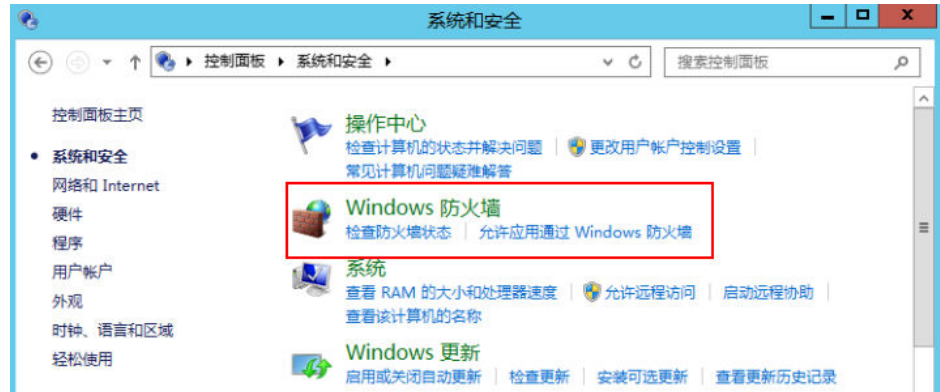 系统和安全
控制面板 系统和安全
搜索控制面板
控制面板主页
系统和安全
网络和 Internet
硬件
程序
用户帐户
外观
时钟、语言和区域
轻松使用
操作中心
检查计算机的状态并解决问题 更改用户帐户控制设置
常见计算机问题疑难解答
Windows 防火墙
检查防火墙状态 允许应用通过 Windows 防火墙
系统
查看 RAM 的大小和处理器速度 允许远程访问 启动远程协助
查看该计算机的名称
Windows 更新
启用或关闭自动更新 检查更新 安装可选更新 查看更新历史记录